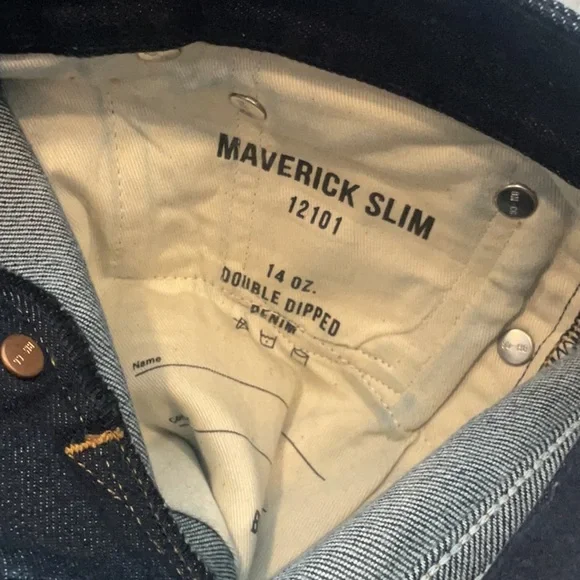 MAVERICK SLIM
12101
14 OZ.
DOUBLE DIPPED
DENIM
Name